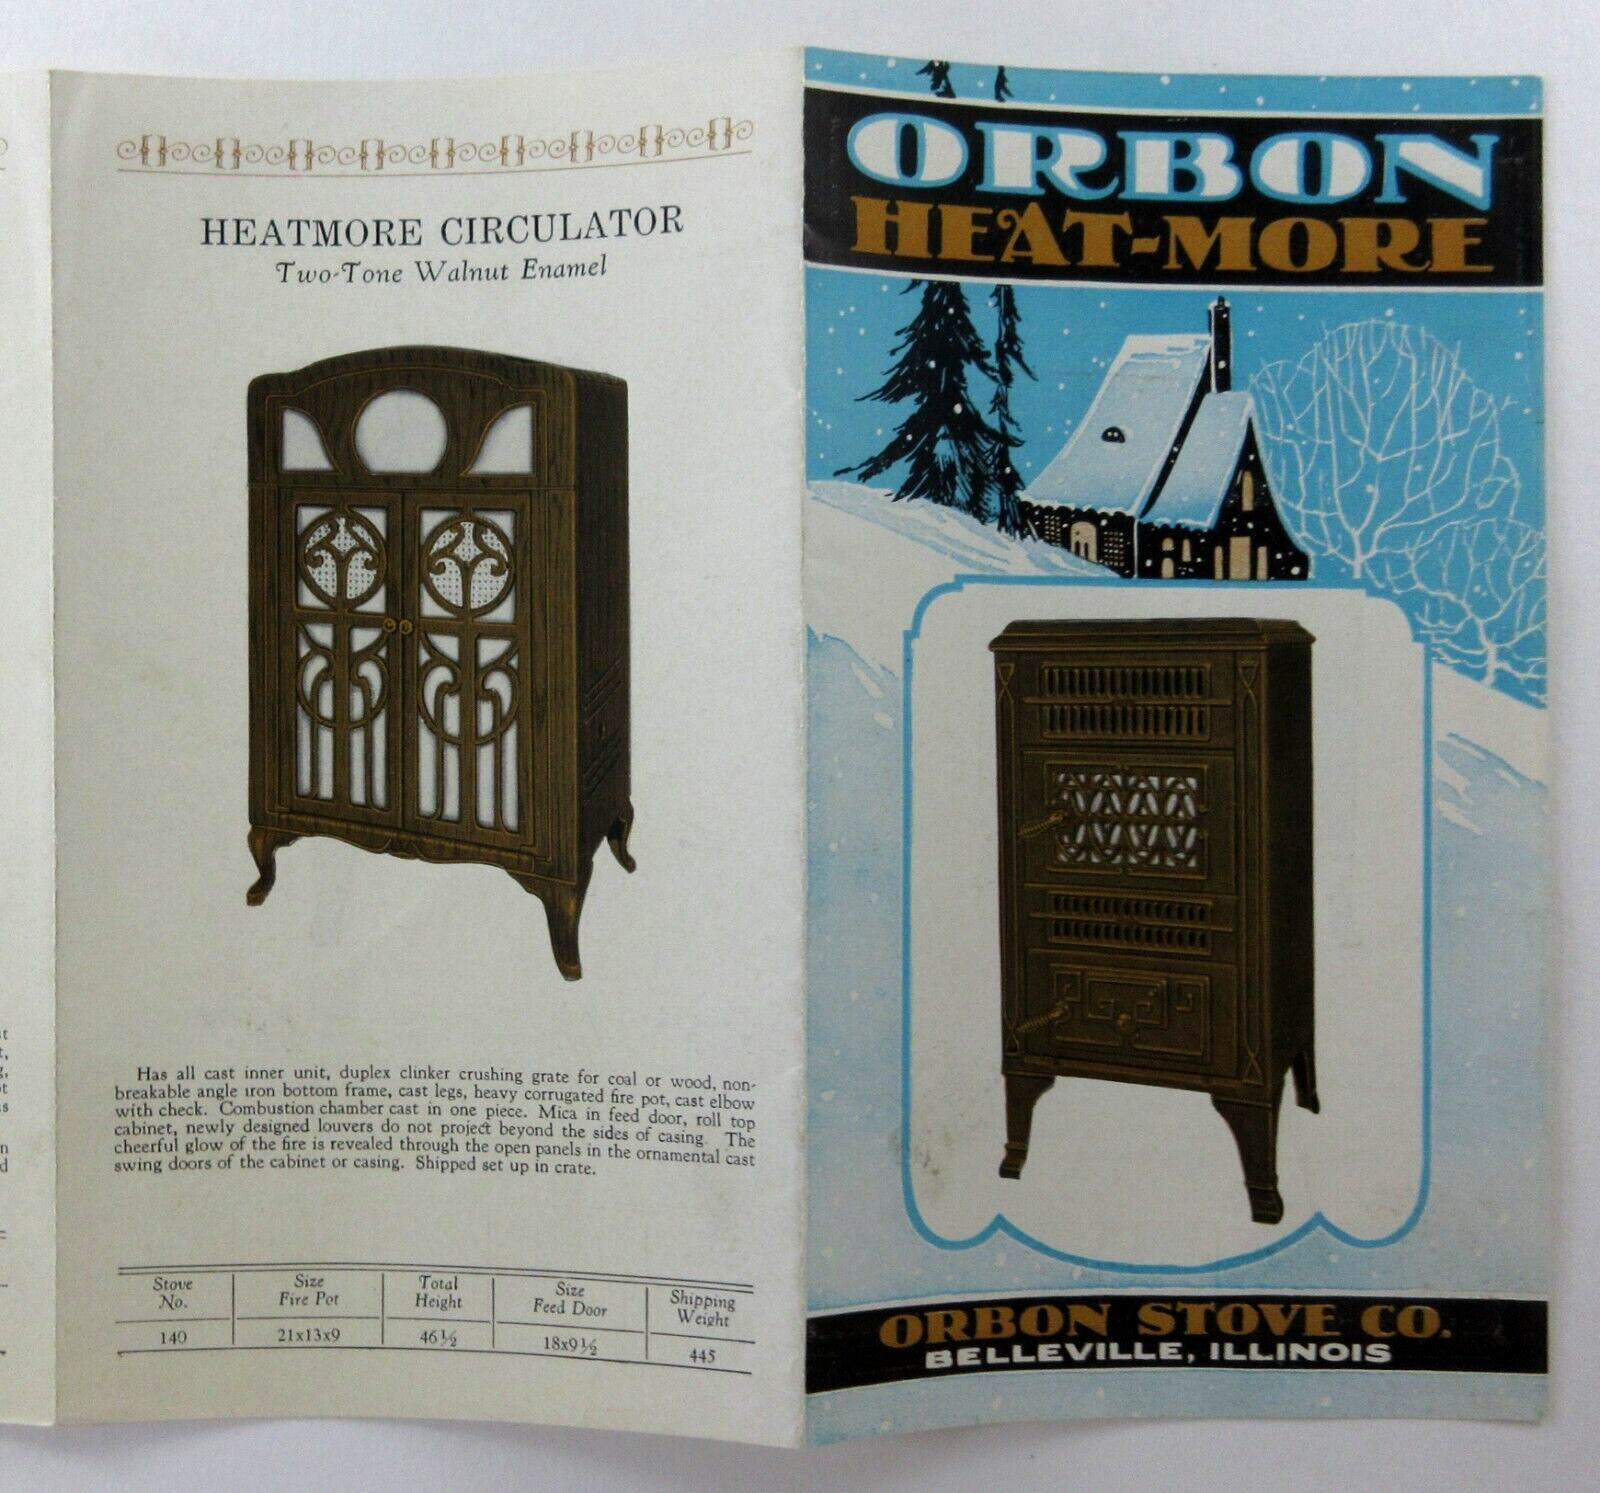 HEATMORE CIRCULATOR
Two-Tone Walnut Enamel
Has all cast inner unit, duplex clinker crushing grate for coal or wood, non-
breakable angle iron bottom frame, cast legs, heavy corrugated fire pot, cast elbow
with check. Combustion chamber cast in one piece. Mica in feed door, roll top
cabinet, newly designed louvers do not project beyond the sides of casing. The
cheerful glow of the fire is revealed through the open panels in the ornamental cast
swing doors of the cabinet or casing. Shipped set up in crate.
Stove No. Size Fire Pot Total Height Size Feed Door Shipping Weight
140 21x13x9 46½ 18x9½ 445
ORBON
HEAT-MORE
ORBON STOVE CO.
BELLEVILLE, ILLINOIS